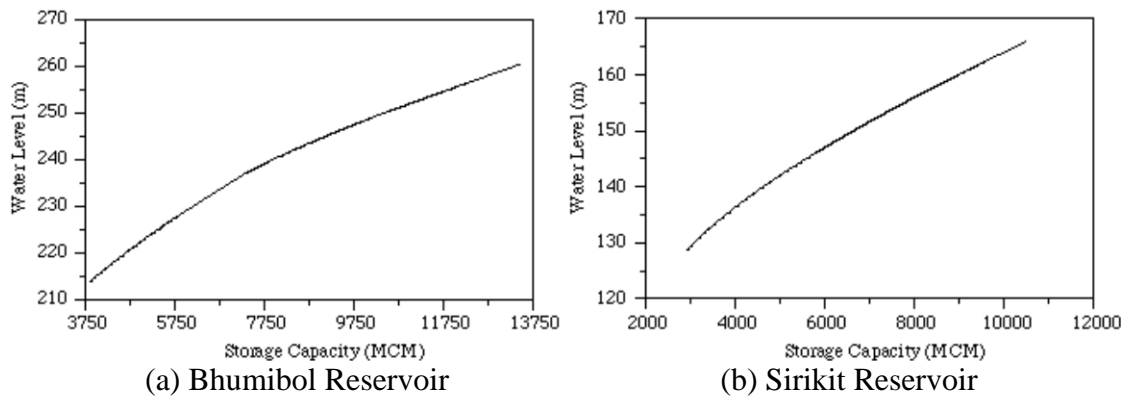 270
260
250
240
230
220
210
Water Level (m)
3750 5750 7750 9750 11750 13750
Storage Capacity (MCM)
(a) Bhumibol Reservoir
170
160
150
140
130
120
Water Level (m)
2000 4000 6000 8000 10000 12000
Storage Capacity (MCM)
(b) Sirikit Reservoir